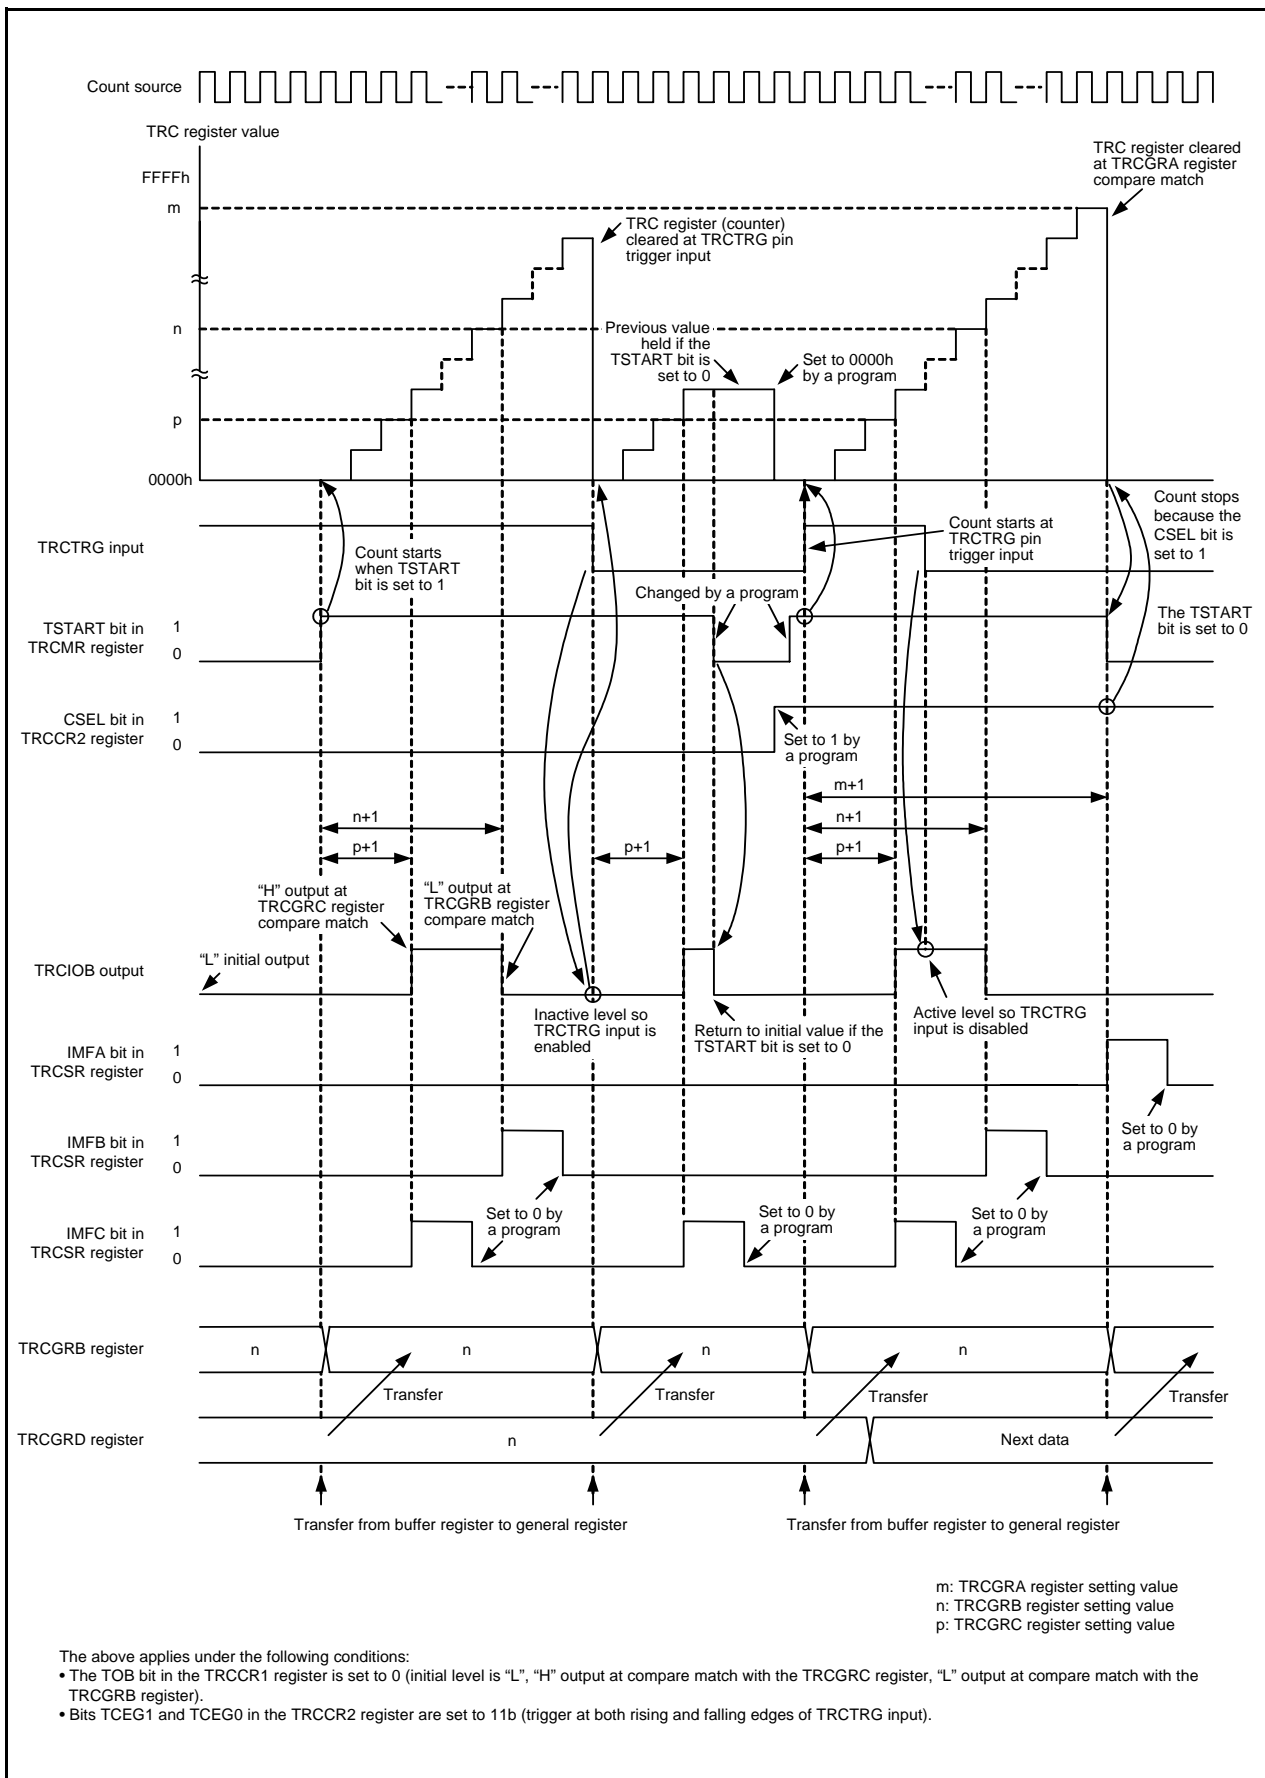 Count source
TRC register value
FFFFh
m
n
p
0000h
TRC register cleared
at TRCGRA register
compare match
TRC register (counter)
cleared at TRCTRG pin
trigger input
Previous value
held if the
TSTART bit is
set to 0
Set to 0000h
by a program
TRCTRG input
Count starts
when TSTART
bit is set to 1
Count starts at
TRCTRG pin
trigger input
Count stops
because the
CSEL bit is
set to 1
Changed by a program
TSTART bit in
TRCMR register
1
0
The TSTART
bit is set to 0
CSEL bit in
TRCCR2 register
1
0
Set to 1 by
a program
m+1
n+1
n+1
p+1
p+1
p+1
“H” output at
TRCGRC register
compare match
“L” output at
TRCGRB register
compare match
TRCIOB output
“L” initial output
Inactive level so
TRCTRG input is
enabled
Return to initial value if the
TSTART bit is set to 0
Active level so TRCTRG
input is disabled
IMFA bit in
TRCSR register
1
0
Set to 0 by
a program
IMFB bit in
TRCSR register
1
0
Set to 0 by
a program
Set to 0 by
a program
Set to 0 by
a program
IMFC bit in
TRCSR register
1
0
TRCGRB register
n
n
n
n
Transfer
Transfer
Transfer
Transfer
TRCGRD register
n
Next data
Transfer from buffer register to general register
Transfer from buffer register to general register
m: TRCGRA register setting value
n: TRCGRB register setting value
p: TRCGRC register setting value
The above applies under the following conditions:
• The TOB bit in the TRCCR1 register is set to 0 (initial level is “L”, “H” output at compare match with the TRCGRC register, “L” output at compare match with the
TRCGRB register).
• Bits TCEG1 and TCEG0 in the TRCCR2 register are set to 11b (trigger at both rising and falling edges of TRCTRG input).